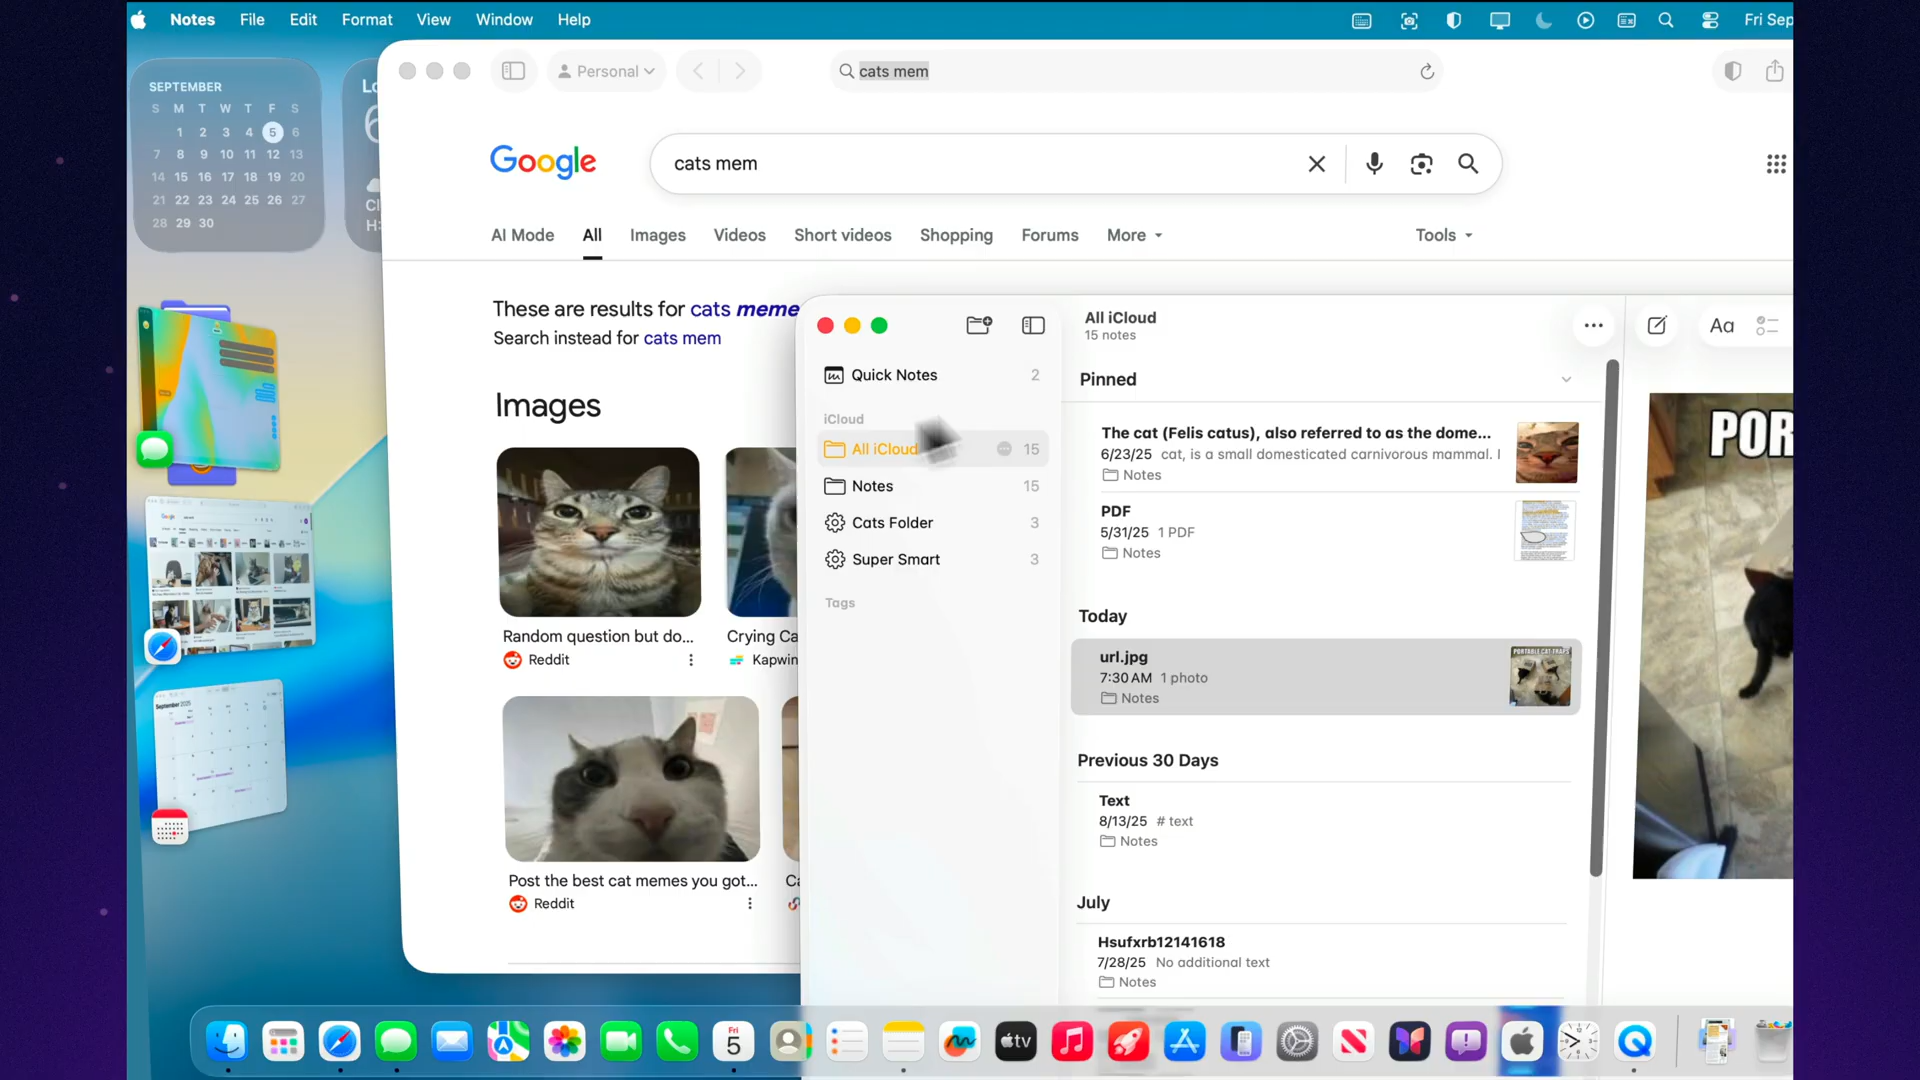 Notes File Edit Format View Window Help Fri Sep
SEPTEMBER
S M T W T F S
1 2 3 4 5 6
7 8 9 10 11 12 13
14 15 16 17 18 19 20
21 22 23 24 25 26 27
28 29 30
Personal
cats mem
Google
cats mem
AI Mode All Images Videos Short videos Shopping Forums More Tools
These are results for cats meme
Search instead for cats mem
Images
Random question but do...
Reddit
Crying Ca
Kapwin
Post the best cat memes you got...
Reddit
Quick Notes 2
iCloud
All iCloud 15
Notes 15
Cats Folder 3
Super Smart 3
Tags
All iCloud
15 notes
Aa
Pinned
The cat (Felis catus), also referred to as the dome...
6/23/25 cat, is a small domesticated carnivorous mammal. I
Notes
PDF
5/31/25 1 PDF
Notes
Today
url.jpg
7:30 AM 1 photo
Notes
PORTABLE CAT TRAPS
Previous 30 Days
Text
8/13/25 # text
Notes
July
Hsufxrb12141618
7/28/25 No additional text
Notes
POR
September 2025
Fri
5
tv